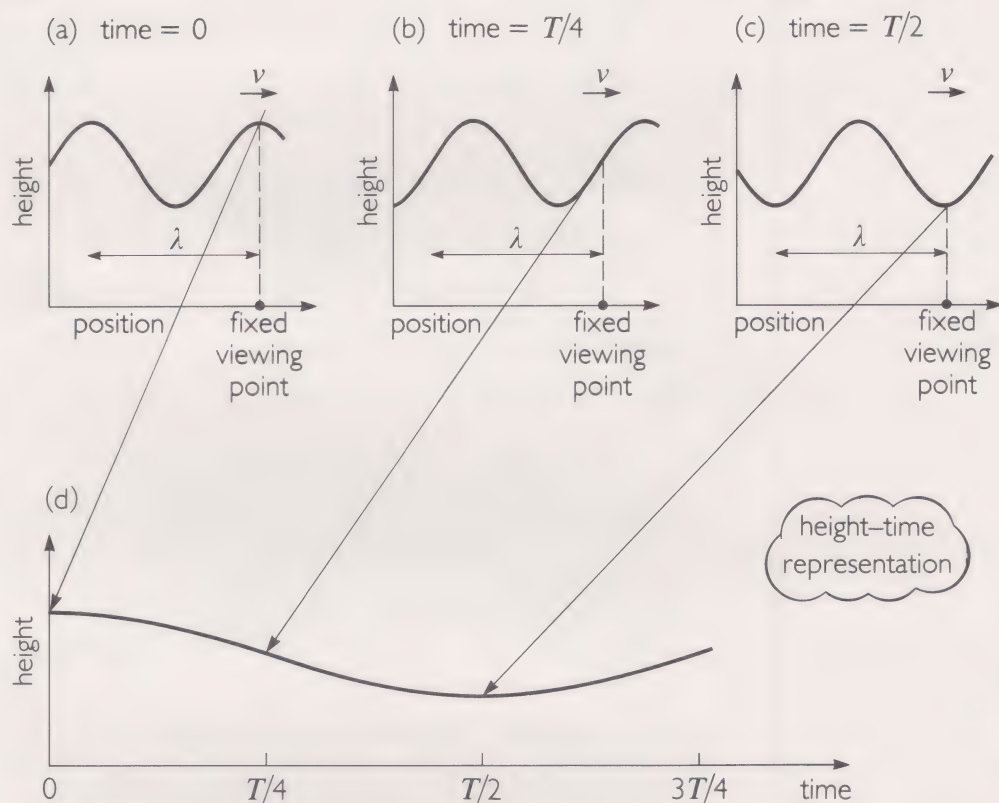 (a) time = 0
(b) time = T/4
(c) time = T/2
v
v
v
height
height
height
λ
λ
λ
position
fixed
viewing
point
position
fixed
viewing
point
position
fixed
viewing
point
(d)
height–time
representation
height
0
T/4
T/2
3T/4
time